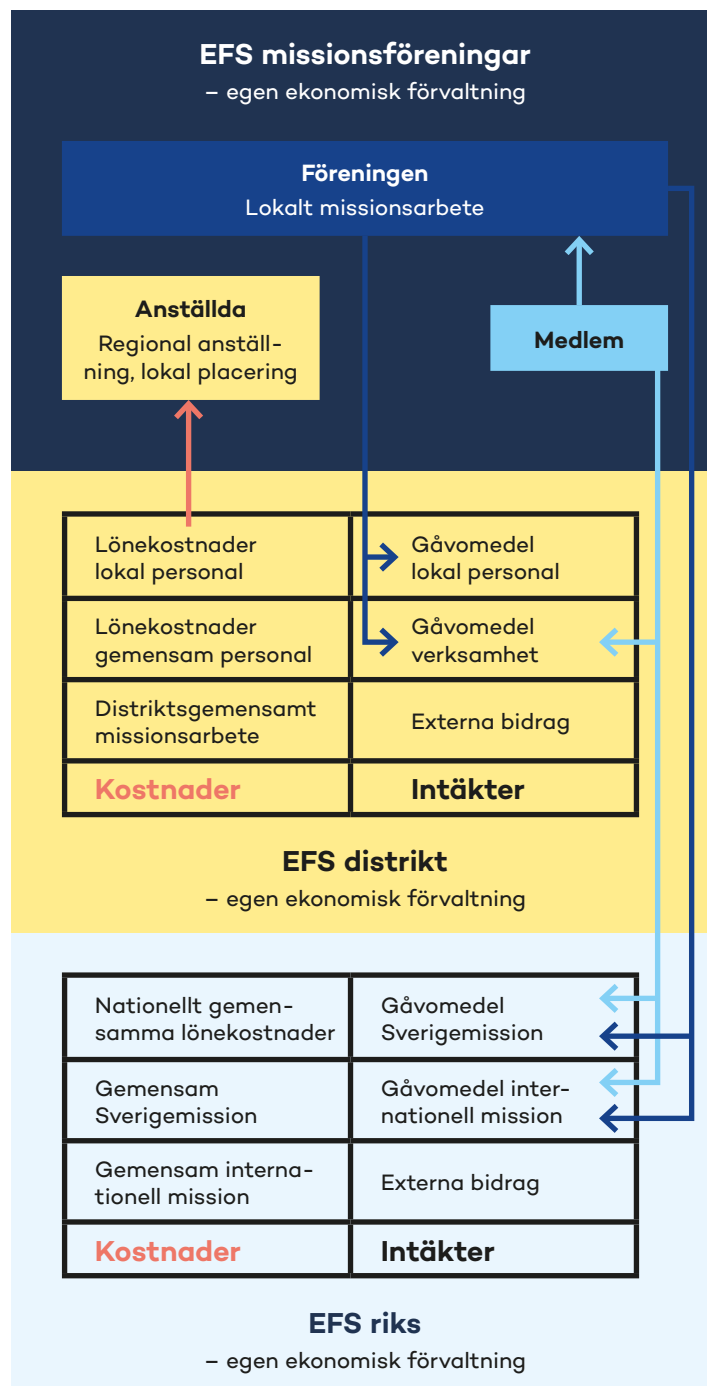 EFS missionsföreningar
– egen ekonomisk förvaltning
Föreningen
Lokalt missionsarbete
Anställda
Regional anställ-
ning, lokal placering
Medlem
Lönekostnader
lokal personal
Gåvomedel
lokal personal
Lönekostnader
gemensam personal
Gåvomedel
verksamhet
Distriktsgemensamt
missionsarbete
Externa bidrag
Kostnader
Intäkter
EFS distrikt
– egen ekonomisk förvaltning
Nationellt gemen-
samma lönekostnader
Gåvomedel
Sverigemission
Gemensam
Sverigemission
Gåvomedel inter-
nationell mission
Gemensam interna-
tionell mission
Externa bidrag
Kostnader
Intäkter
EFS riks
– egen ekonomisk förvaltning